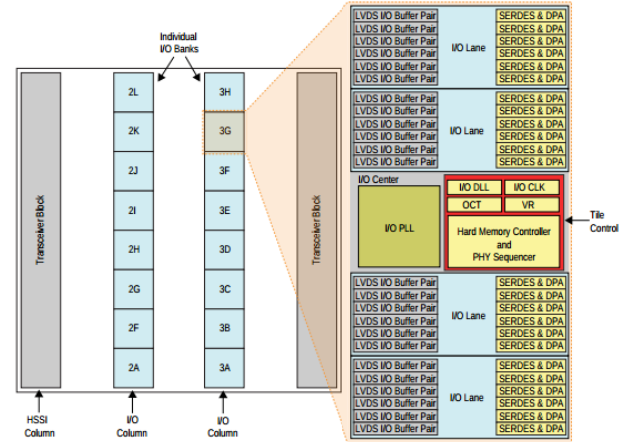 Individual
I/O Banks
Transceiver Block
2L
2K
2J
2I
2H
2G
2F
2A
3H
3G
3F
3E
3D
3C
3B
3A
Transceiver Block
HSSI
Column
I/O
Column
I/O
Column
LVDS I/O Buffer Pair
LVDS I/O Buffer Pair
LVDS I/O Buffer Pair
LVDS I/O Buffer Pair
LVDS I/O Buffer Pair
LVDS I/O Buffer Pair
I/O Lane
SERDES & DPA
SERDES & DPA
SERDES & DPA
SERDES & DPA
SERDES & DPA
SERDES & DPA
LVDS I/O Buffer Pair
LVDS I/O Buffer Pair
LVDS I/O Buffer Pair
LVDS I/O Buffer Pair
LVDS I/O Buffer Pair
LVDS I/O Buffer Pair
I/O Lane
SERDES & DPA
SERDES & DPA
SERDES & DPA
SERDES & DPA
SERDES & DPA
SERDES & DPA
I/O Center
I/O PLL
I/O DLL
I/O CLK
OCT
VR
Hard Memory Controller
and
PHY Sequencer
Tile
Control
LVDS I/O Buffer Pair
LVDS I/O Buffer Pair
LVDS I/O Buffer Pair
LVDS I/O Buffer Pair
LVDS I/O Buffer Pair
LVDS I/O Buffer Pair
I/O Lane
SERDES & DPA
SERDES & DPA
SERDES & DPA
SERDES & DPA
SERDES & DPA
SERDES & DPA
LVDS I/O Buffer Pair
LVDS I/O Buffer Pair
LVDS I/O Buffer Pair
LVDS I/O Buffer Pair
LVDS I/O Buffer Pair
LVDS I/O Buffer Pair
I/O Lane
SERDES & DPA
SERDES & DPA
SERDES & DPA
SERDES & DPA
SERDES & DPA
SERDES & DPA